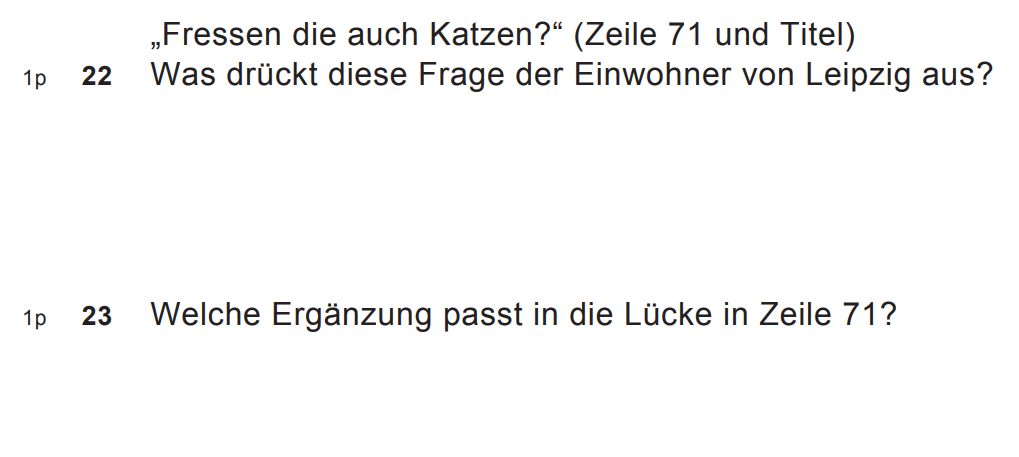 „Fressen die auch Katzen?“ (Zeile 71 und Titel)
1p 22 Was drückt diese Frage der Einwohner von Leipzig aus?
1p 23 Welche Ergänzung passt in die Lücke in Zeile 71?